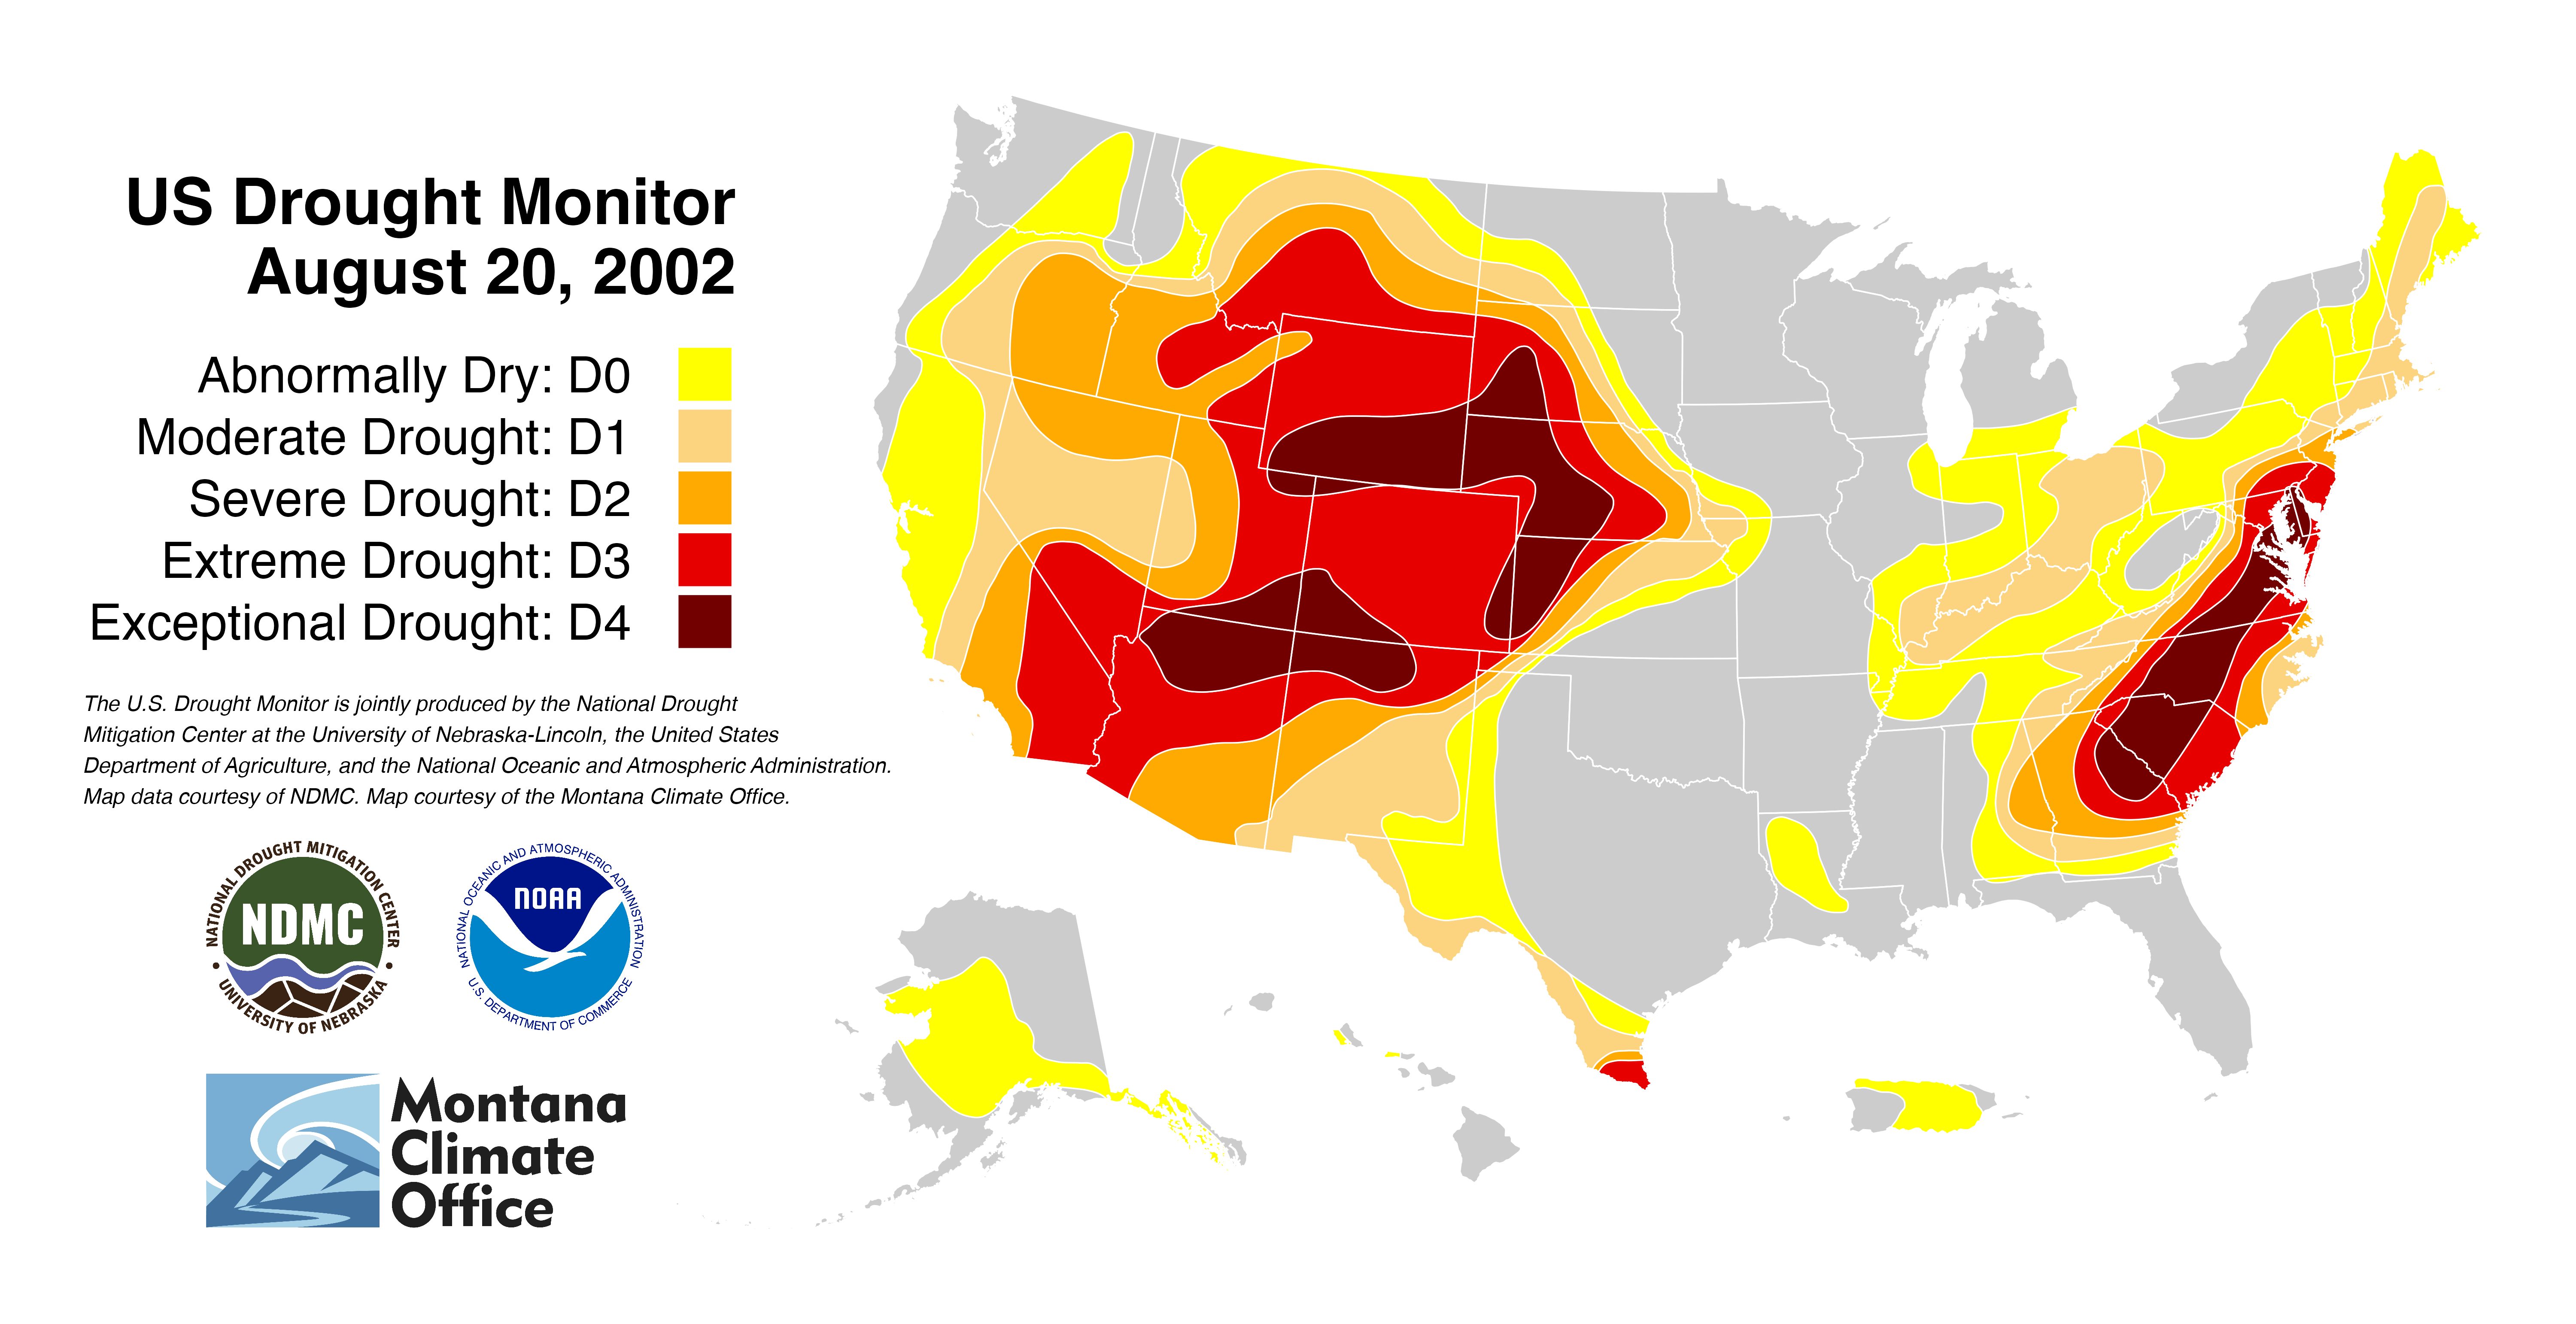 US Drought Monitor
August 20, 2002
Abnormally Dry: D0
Moderate Drought: D1
Severe Drought: D2
Extreme Drought: D3
Exceptional Drought: D4
The U.S. Drought Monitor is jointly produced by the National Drought
Mitigation Center at the University of Nebraska-Lincoln, the United States
Department of Agriculture, and the National Oceanic and Atmospheric Administration.
Map data courtesy of NDMC. Map courtesy of the Montana Climate Office.
NATIONAL DROUGHT MITIGATION CENTER
NDMC
• UNIVERSITY OF NEBRASKA •
NATIONAL OCEANIC AND ATMOSPHERIC ADMINISTRATION
NOAA
U.S. DEPARTMENT OF COMMERCE
Montana
Climate
Office